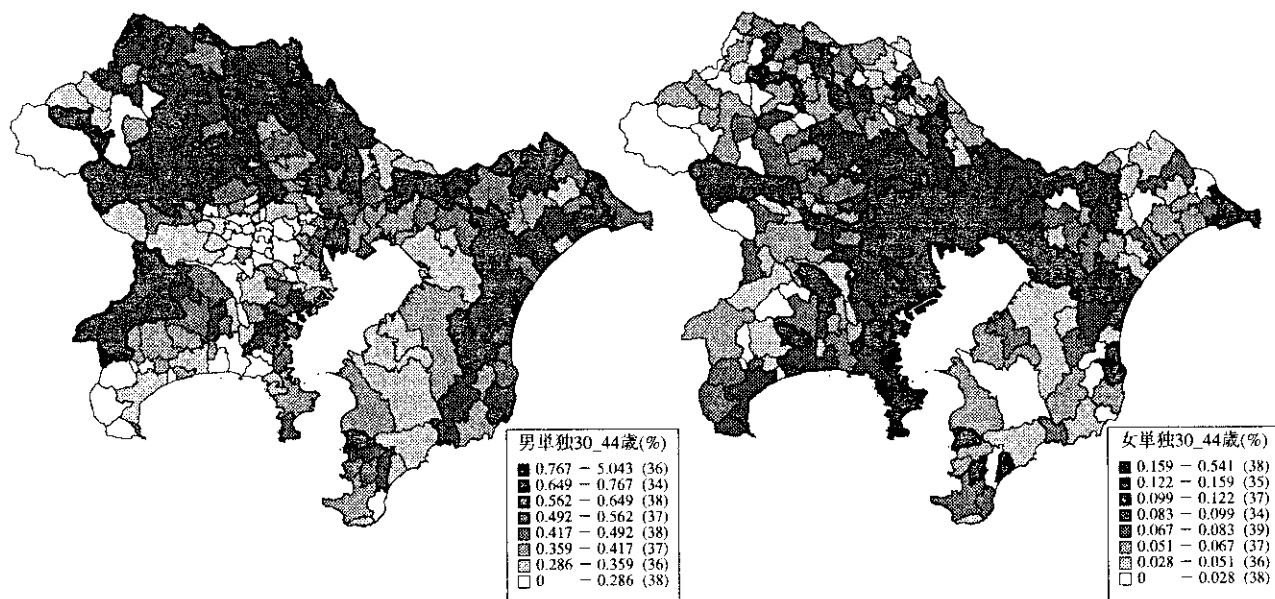 男単独30_44歳(%)
0.767 － 5.043 (36)
0.649 － 0.767 (34)
0.562 － 0.649 (38)
0.492 － 0.562 (37)
0.417 － 0.492 (38)
0.359 － 0.417 (37)
0.286 － 0.359 (36)
0 － 0.286 (38)
女単独30_44歳(%)
0.159 － 0.541 (38)
0.122 － 0.159 (35)
0.099 － 0.122 (37)
0.083 － 0.099 (34)
0.067 － 0.083 (39)
0.051 － 0.067 (37)
0.028 － 0.051 (36)
0 － 0.028 (38)